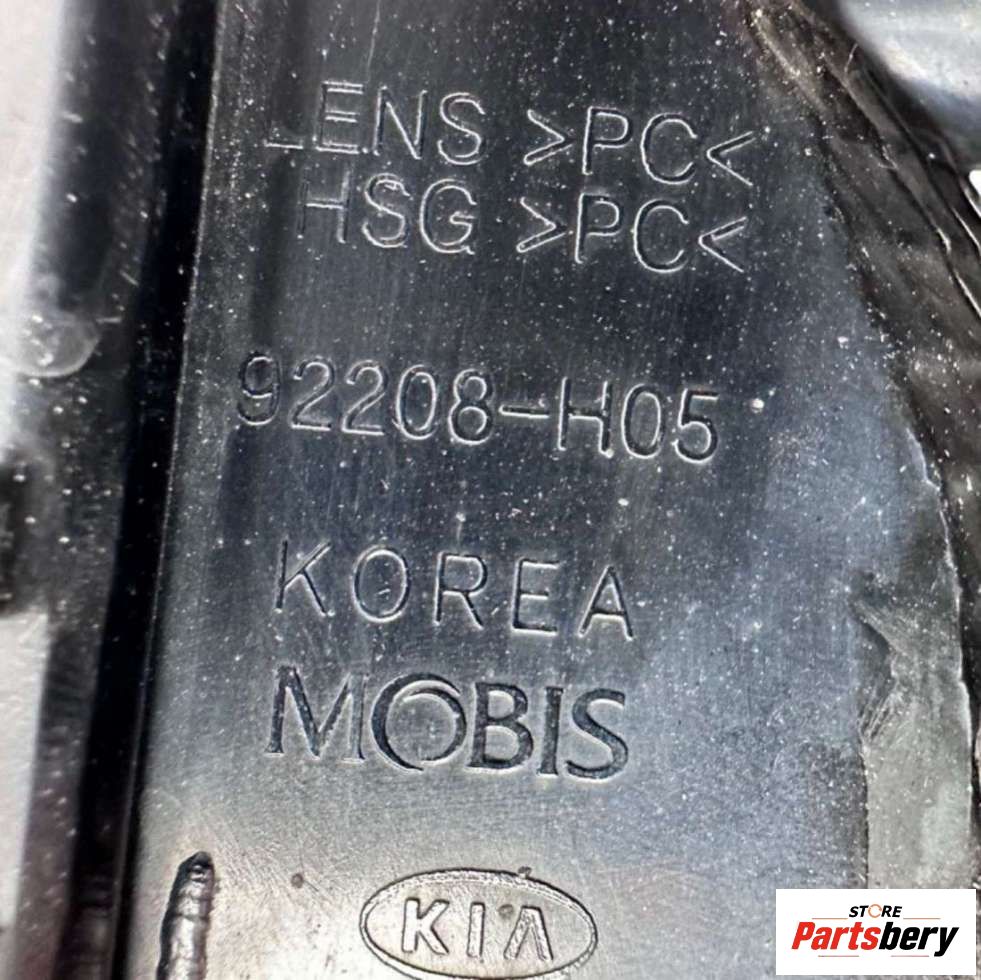 LENS >PC<
HSG >PC<
92208-H05
KOREA
MOBIS
KIA
STORE
Partsbery